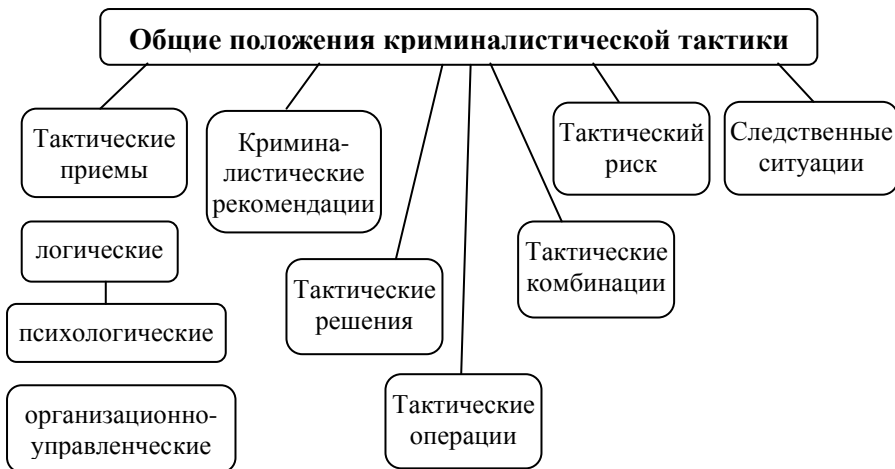 Общие положения криминалистической тактики
Тактические
приемы
Кримина-
листические
рекомендации
Тактический
риск
Следственные
ситуации
логические
психологические
организационно-
управленческие
Тактические
решения
Тактические
комбинации
Тактические
операции